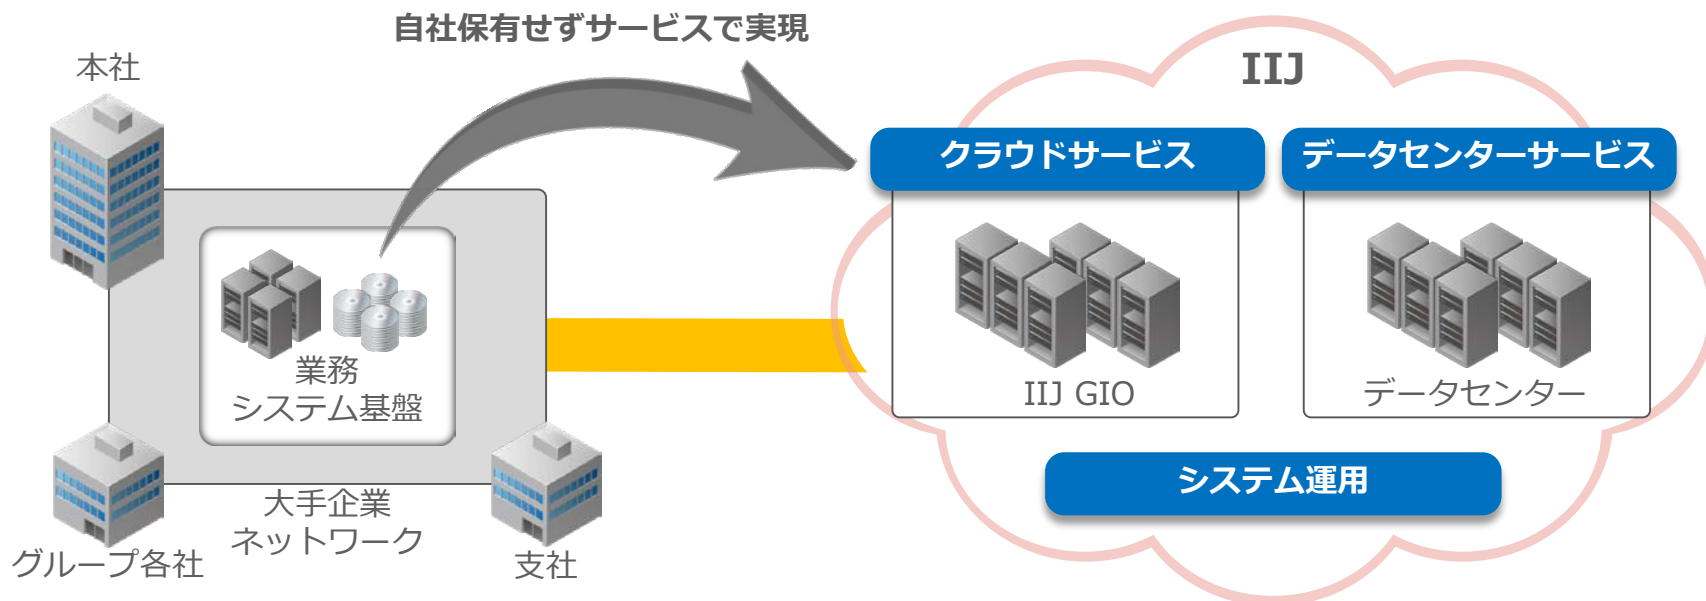 自社保有せずサービスで実現
本社
業務
システム基盤
大手企業
ネットワーク
グループ各社
支社
IIJ
クラウドサービス
データセンターサービス
IIJ GIO
データセンター
システム運用